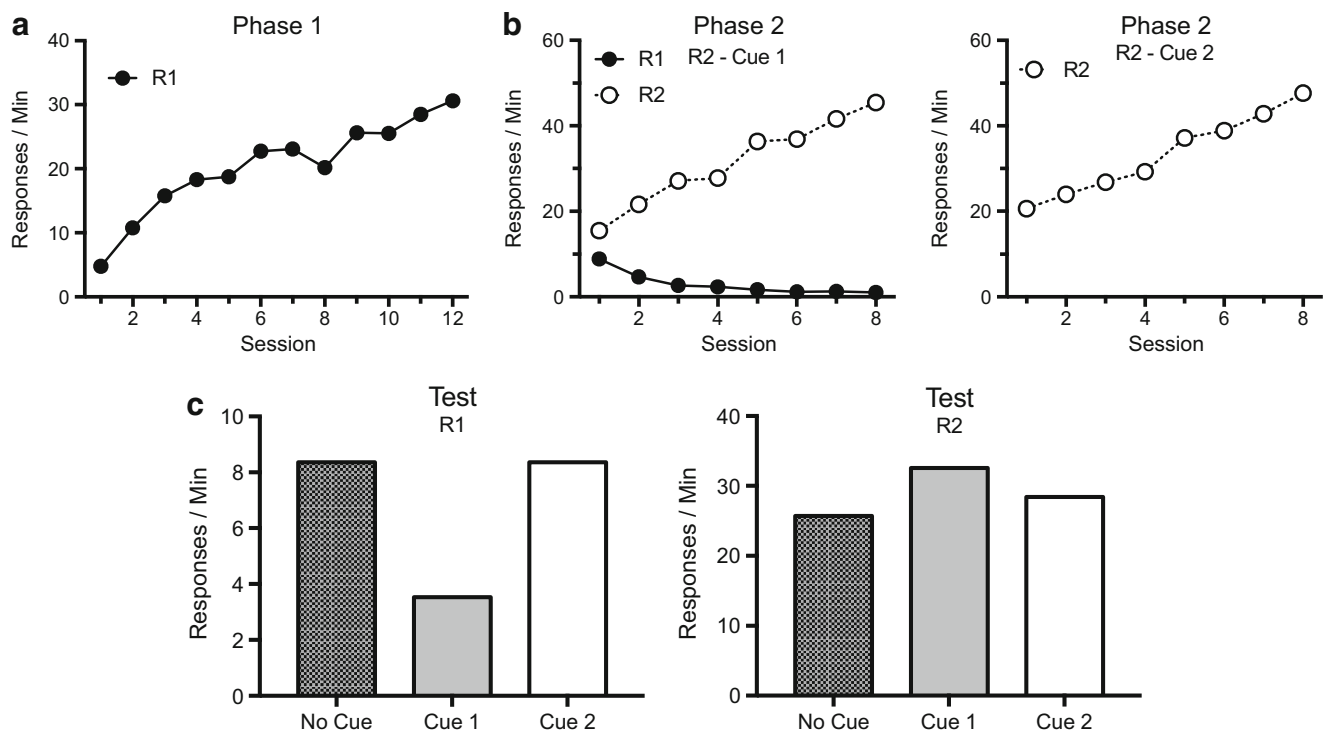 a
Phase 1
40
30
20
10
0
Responses / Min
R1
2 4 6 8 10 12
Session
b
Phase 2
R2 - Cue 1
60
40
20
0
Responses / Min
R1
R2
2 4 6 8
Session
Phase 2
R2 - Cue 2
60
40
20
0
Responses / Min
R2
2 4 6 8
Session
c
Test
R1
10
8
6
4
2
0
Responses / Min
No Cue Cue 1 Cue 2
Test
R2
40
30
20
10
0
Responses / Min
No Cue Cue 1 Cue 2